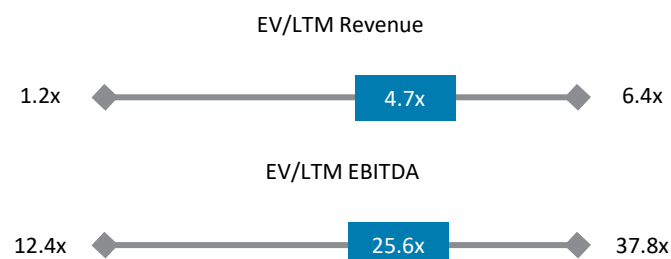 EV/LTM Revenue
1.2x 4.7x 6.4x
EV/LTM EBITDA
12.4x 25.6x 37.8x